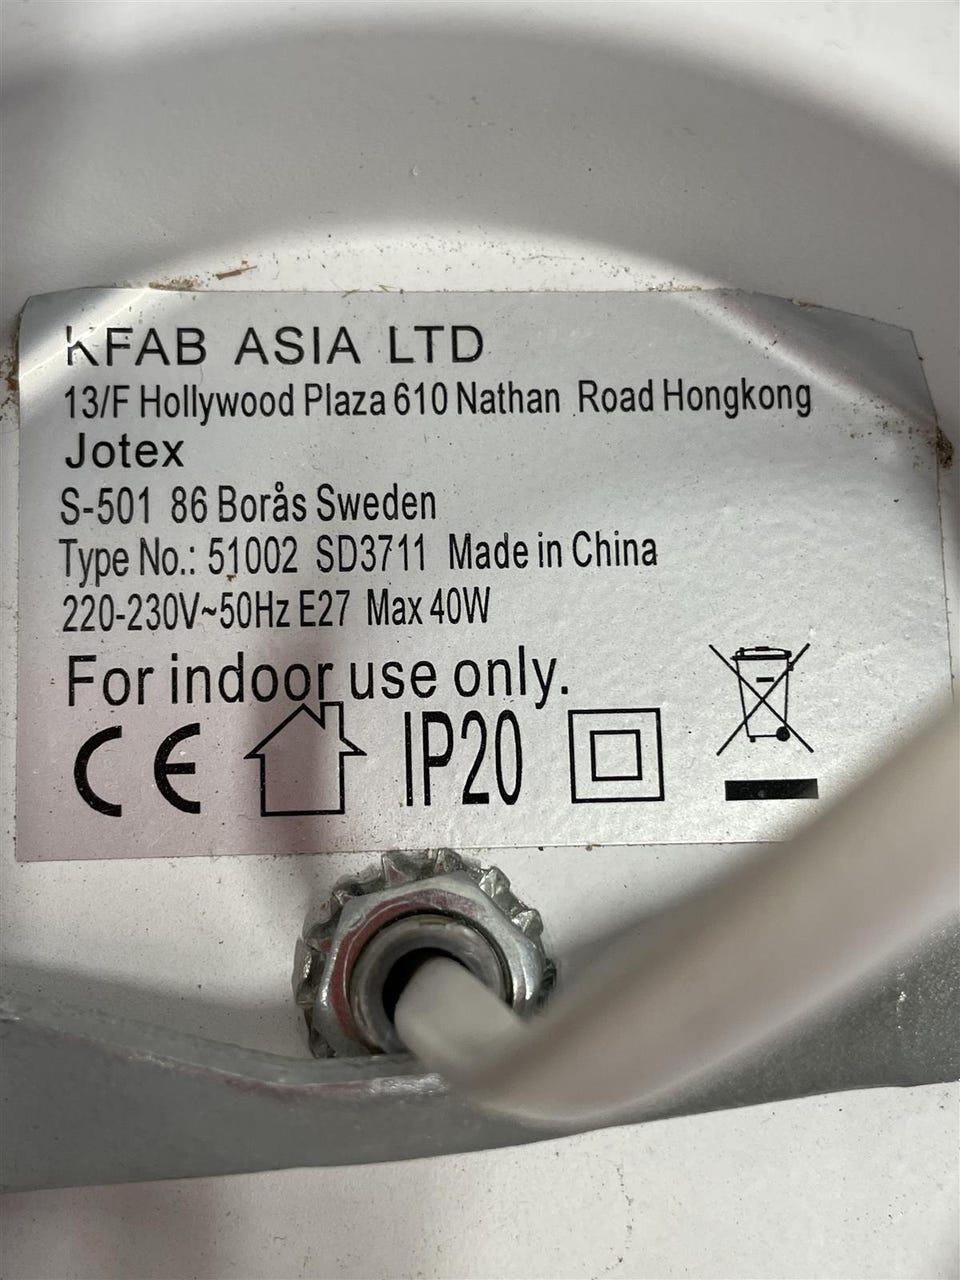 KFAB ASIA LTD
13/F Hollywood Plaza 610 Nathan Road Hongkong
Jotex
S-501 86 Borås Sweden
Type No.: 51002 SD3711 Made in China
220-230V~50Hz E27 Max 40W
For indoor use only.
CE IP20